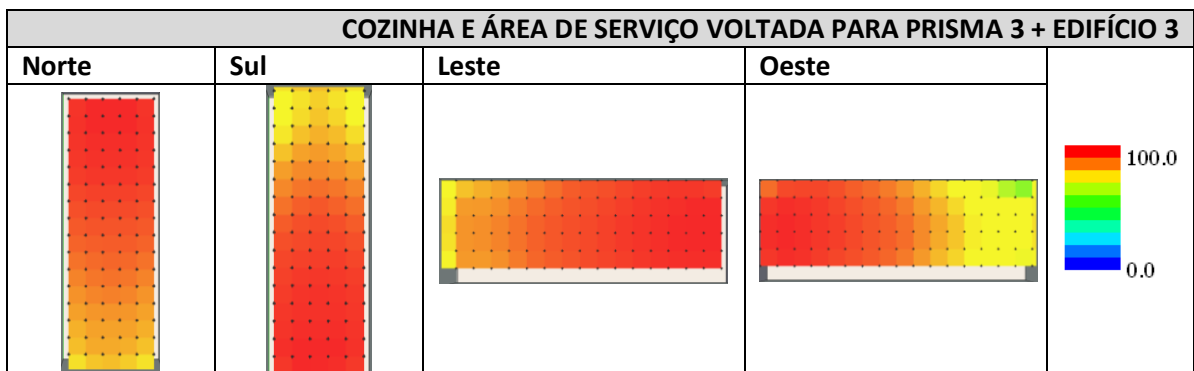 COZINHA E ÁREA DE SERVIÇO VOLTADA PARA PRISMA 3 + EDIFÍCIO 3
Norte Sul Leste Oeste
100.0
0.0